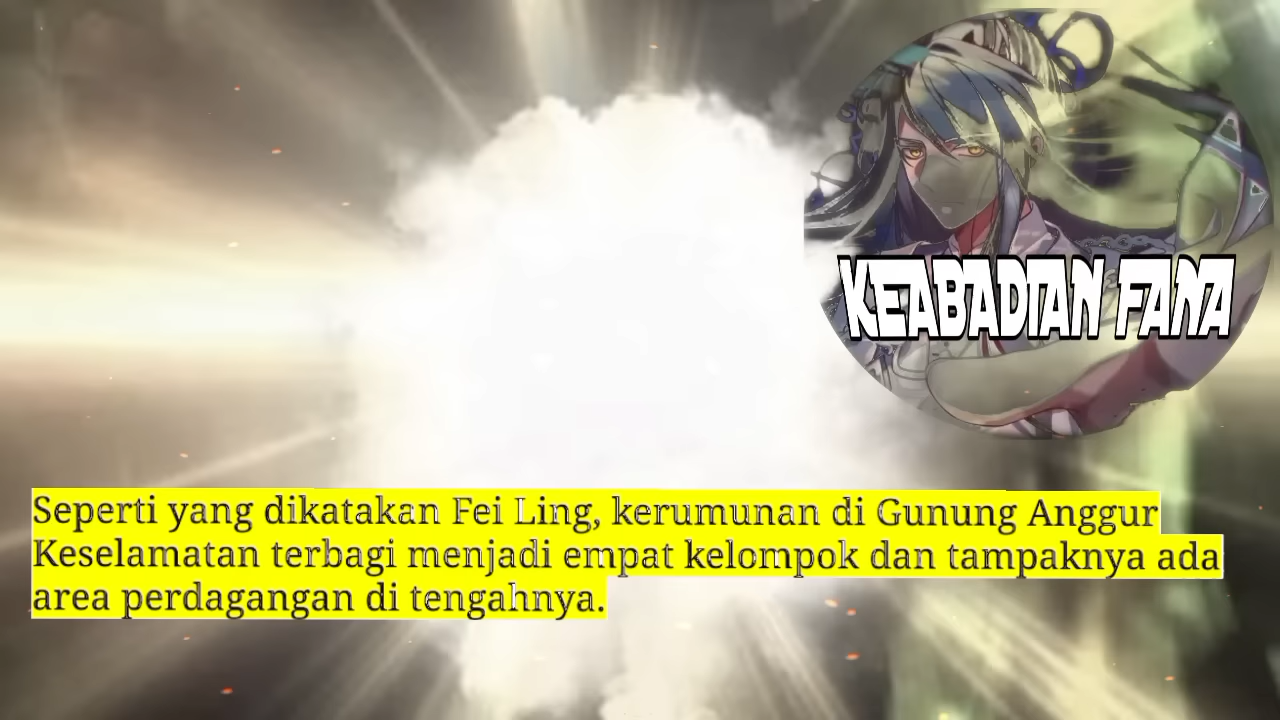 KEABADIAN FANA
Seperti yang dikatakan Fei Ling, kerumunan di Gunung Anggur
Keselamatan terbagi menjadi empat kelompok dan tampaknya ada
area perdagangan di tengahnya.